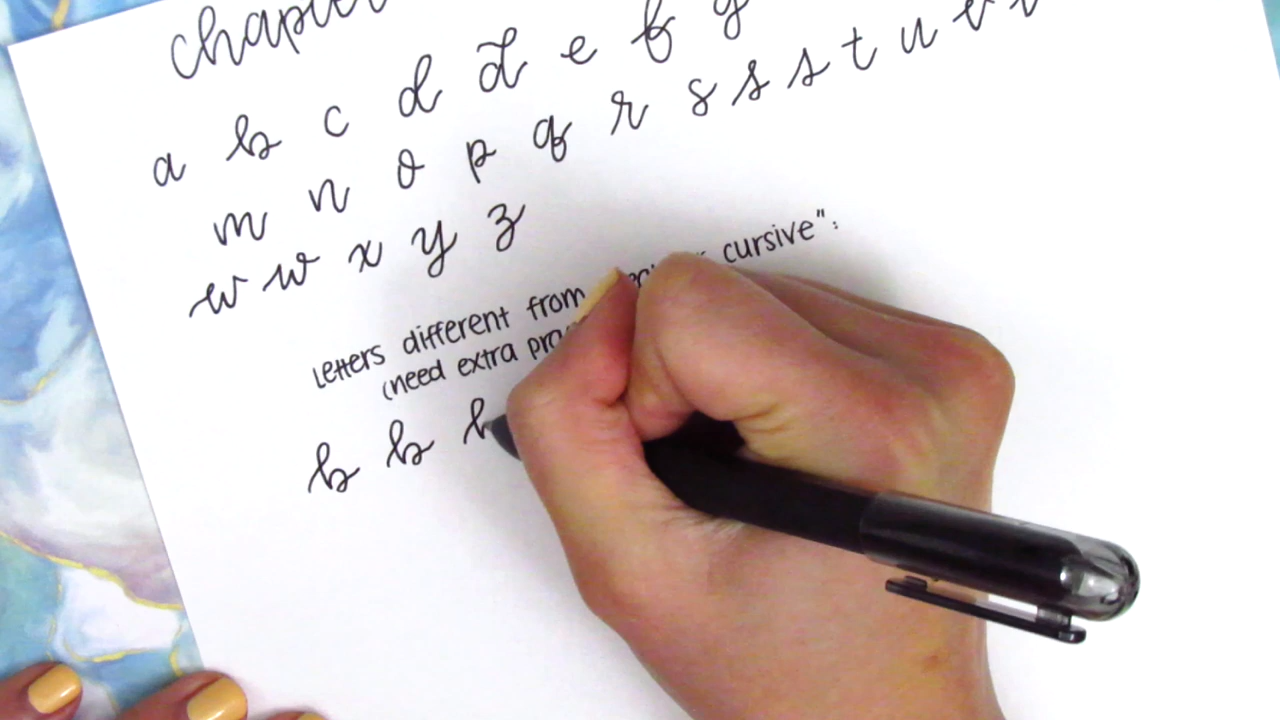 chapter
a b c d d e f g
m n o p q r s s s t u v v
w w x y z
Letters different from cursive":
(need extra
b b b